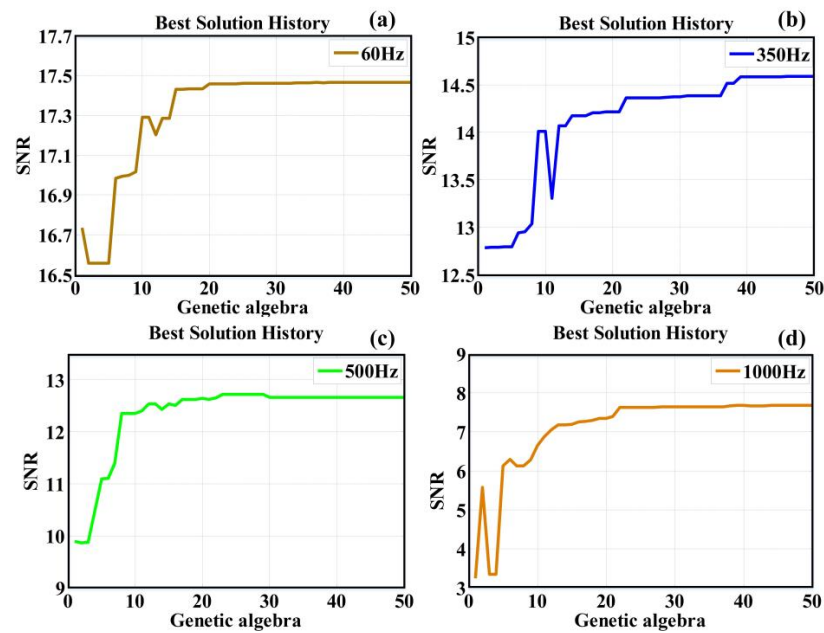 Best Solution History (a)
17.7
60Hz
17.5
17.3
17.1
16.9
16.7
16.5
SNR
0 10 20 30 40 50
Genetic algebra
Best Solution History (b)
15
350Hz
14.5
14
13.5
13
12.5
SNR
0 10 20 30 40 50
Genetic algebra
Best Solution History (c)
500Hz
13
12
11
10
9
SNR
0 10 20 30 40 50
Genetic algebra
Best Solution History (d)
9
1000Hz
8
7
6
5
4
3
SNR
0 10 20 30 40 50
Genetic algebra